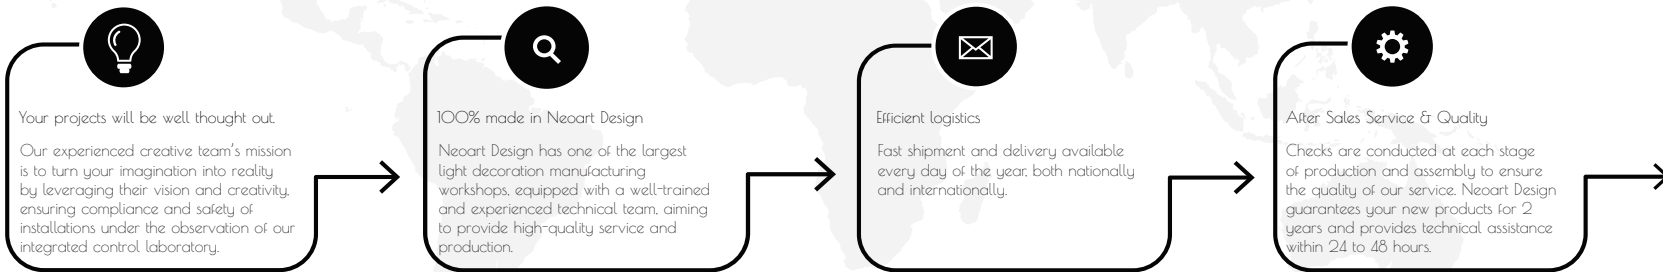 Your projects will be well thought out.
Our experienced creative team's mission
is to turn your imagination into reality
by leveraging their vision and creativity,
ensuring compliance and safety of
installations under the observation of our
integrated control laboratory.
100% made in Neoart Design
Neoart Design has one of the largest
light decoration manufacturing
workshops, equipped with a well-trained
and experienced technical team, aiming
to provide high-quality service and
production.
Efficient logistics
Fast shipment and delivery available
every day of the year, both nationally
and internationally.
After Sales Service & Quality
Checks are conducted at each stage
of production and assembly to ensure
the quality of our service. Neoart Design
guarantees your new products for 2
years and provides technical assistance
within 24 to 48 hours.